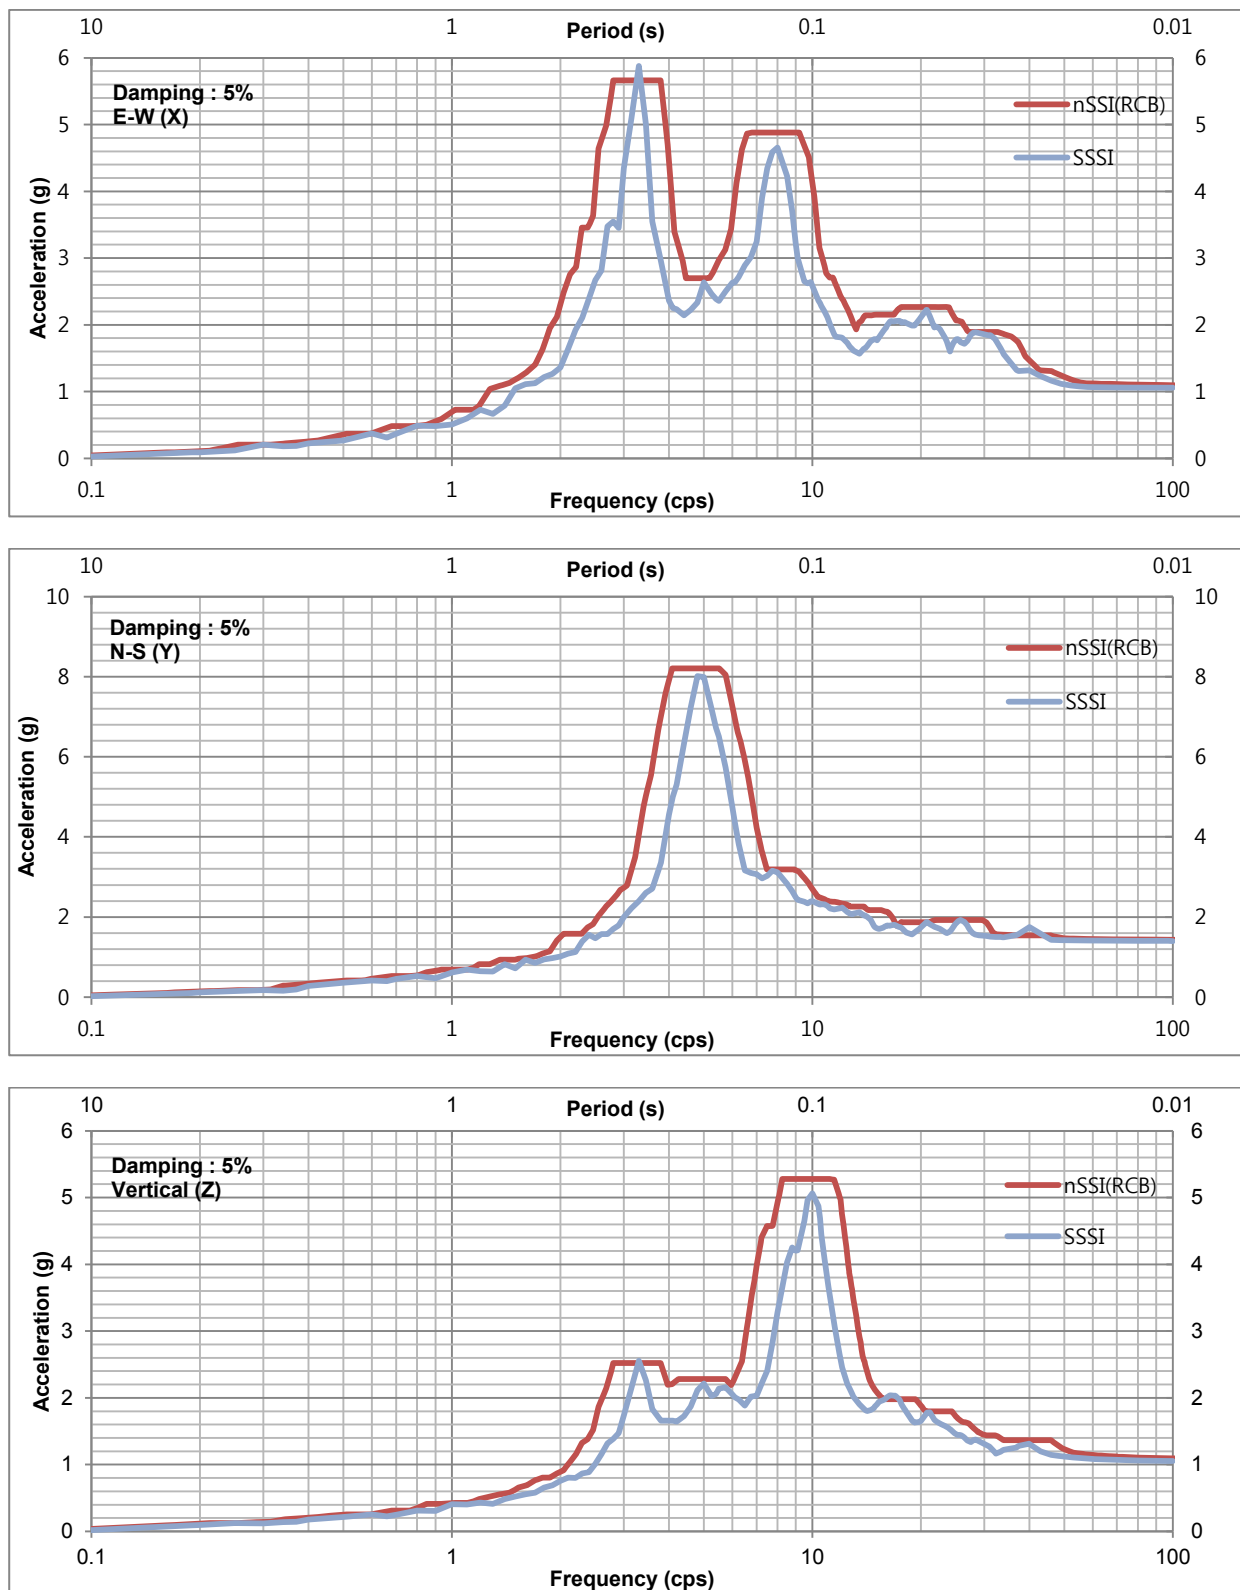 10 1 Period (s) 0.1 0.01
6 6
Damping : 5%
E-W (X)
nSSI(RCB)
5 5
SSSI
4 4
Acceleration (g)
3 3
2 2
1 1
0 0
0.1 1 10 100
Frequency (cps)
10 1 Period (s) 0.1 0.01
10 10
Damping : 5%
N-S (Y)
nSSI(RCB)
8 8
SSSI
6 6
Acceleration (g)
4 4
2 2
0 0
0.1 1 10 100
Frequency (cps)
10 1 Period (s) 0.1 0.01
6 6
Damping : 5%
Vertical (Z)
nSSI(RCB)
5 5
SSSI
4 4
Acceleration (g)
3 3
2 2
1 1
0 0
0.1 1 10 100
Frequency (cps)